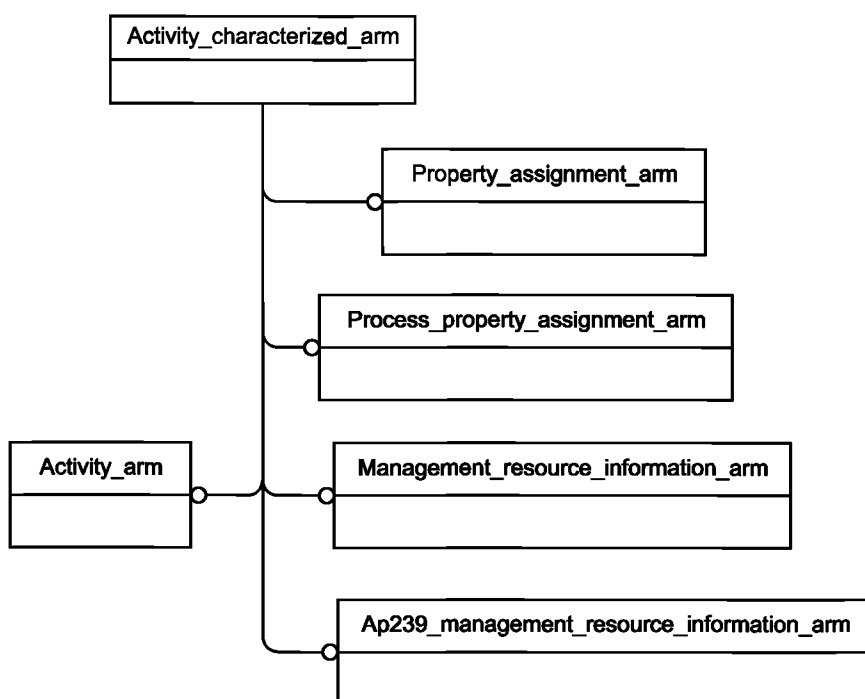 Activity_characterized_arm
Property_assignment_arm
Process_property_assignment_arm
Activity_arm
Management_resource_information_arm
Ap239_management_resource_information_arm